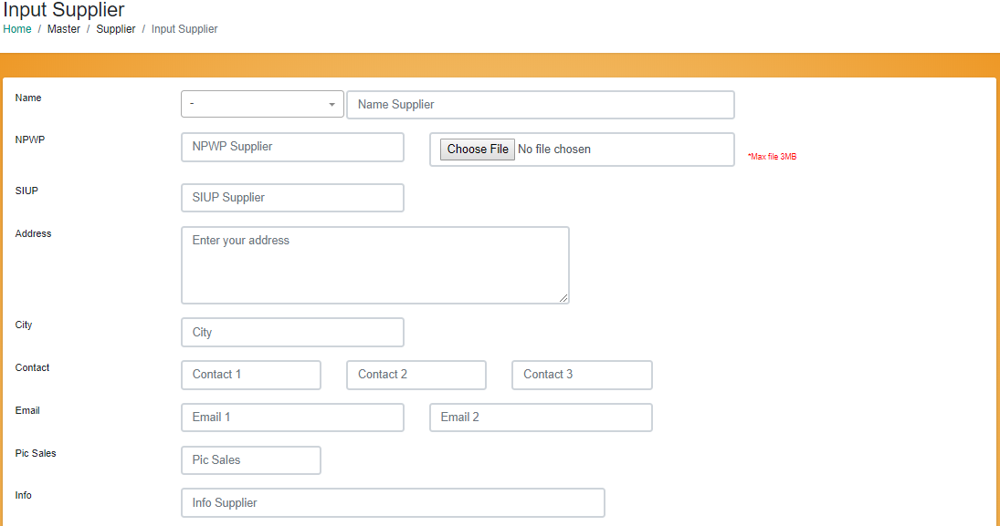 Input Supplier
Home / Master / Supplier / Input Supplier
Name - Name Supplier
NPWP NPWP Supplier Choose File No file chosen *Max file 3MB
SIUP SIUP Supplier
Address Enter your address
City City
Contact Contact 1 Contact 2 Contact 3
Email Email 1 Email 2
Pic Sales Pic Sales
Info Info Supplier